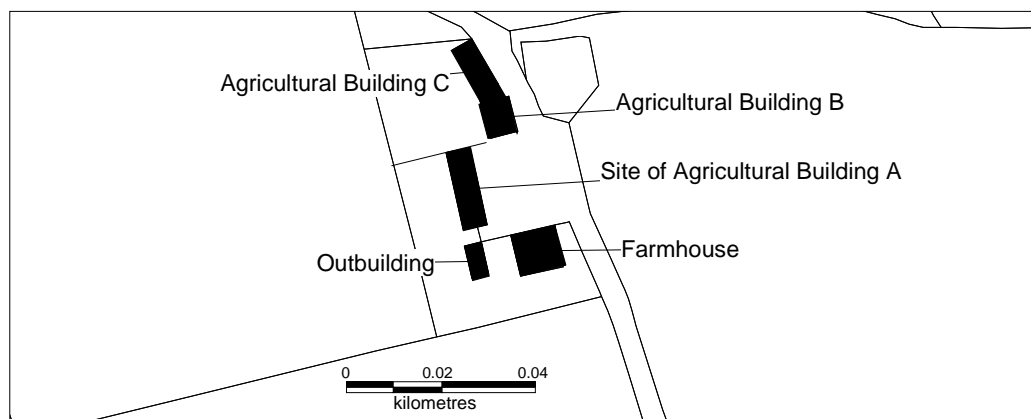 Agricultural Building C
Agricultural Building B
Site of Agricultural Building A
Outbuilding
Farmhouse
0 0.02 0.04
kilometres